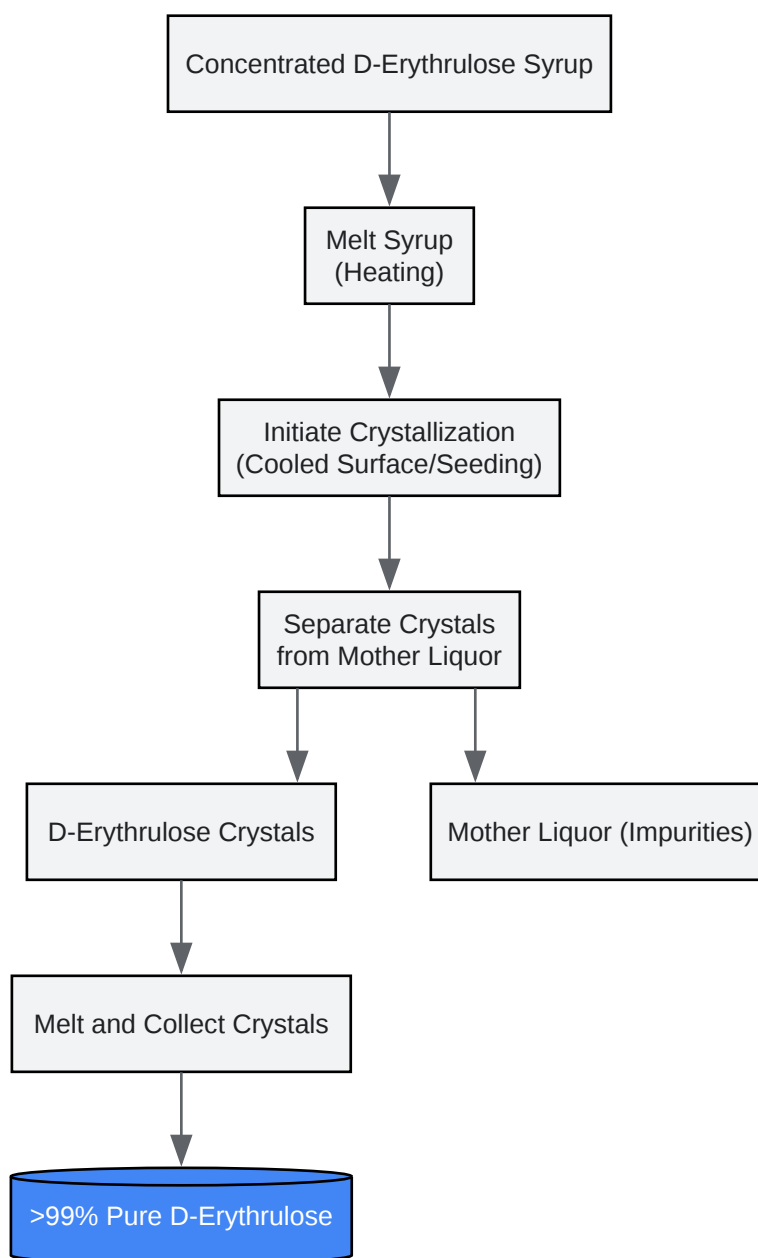 Concentrated D-Erythrulose Syrup
Melt Syrup
(Heating)
Initiate Crystallization
(Cooled Surface/Seeding)
Separate Crystals
from Mother Liquor
D-Erythrulose Crystals
Mother Liquor (Impurities)
Melt and Collect Crystals
>99% Pure D-Erythrulose